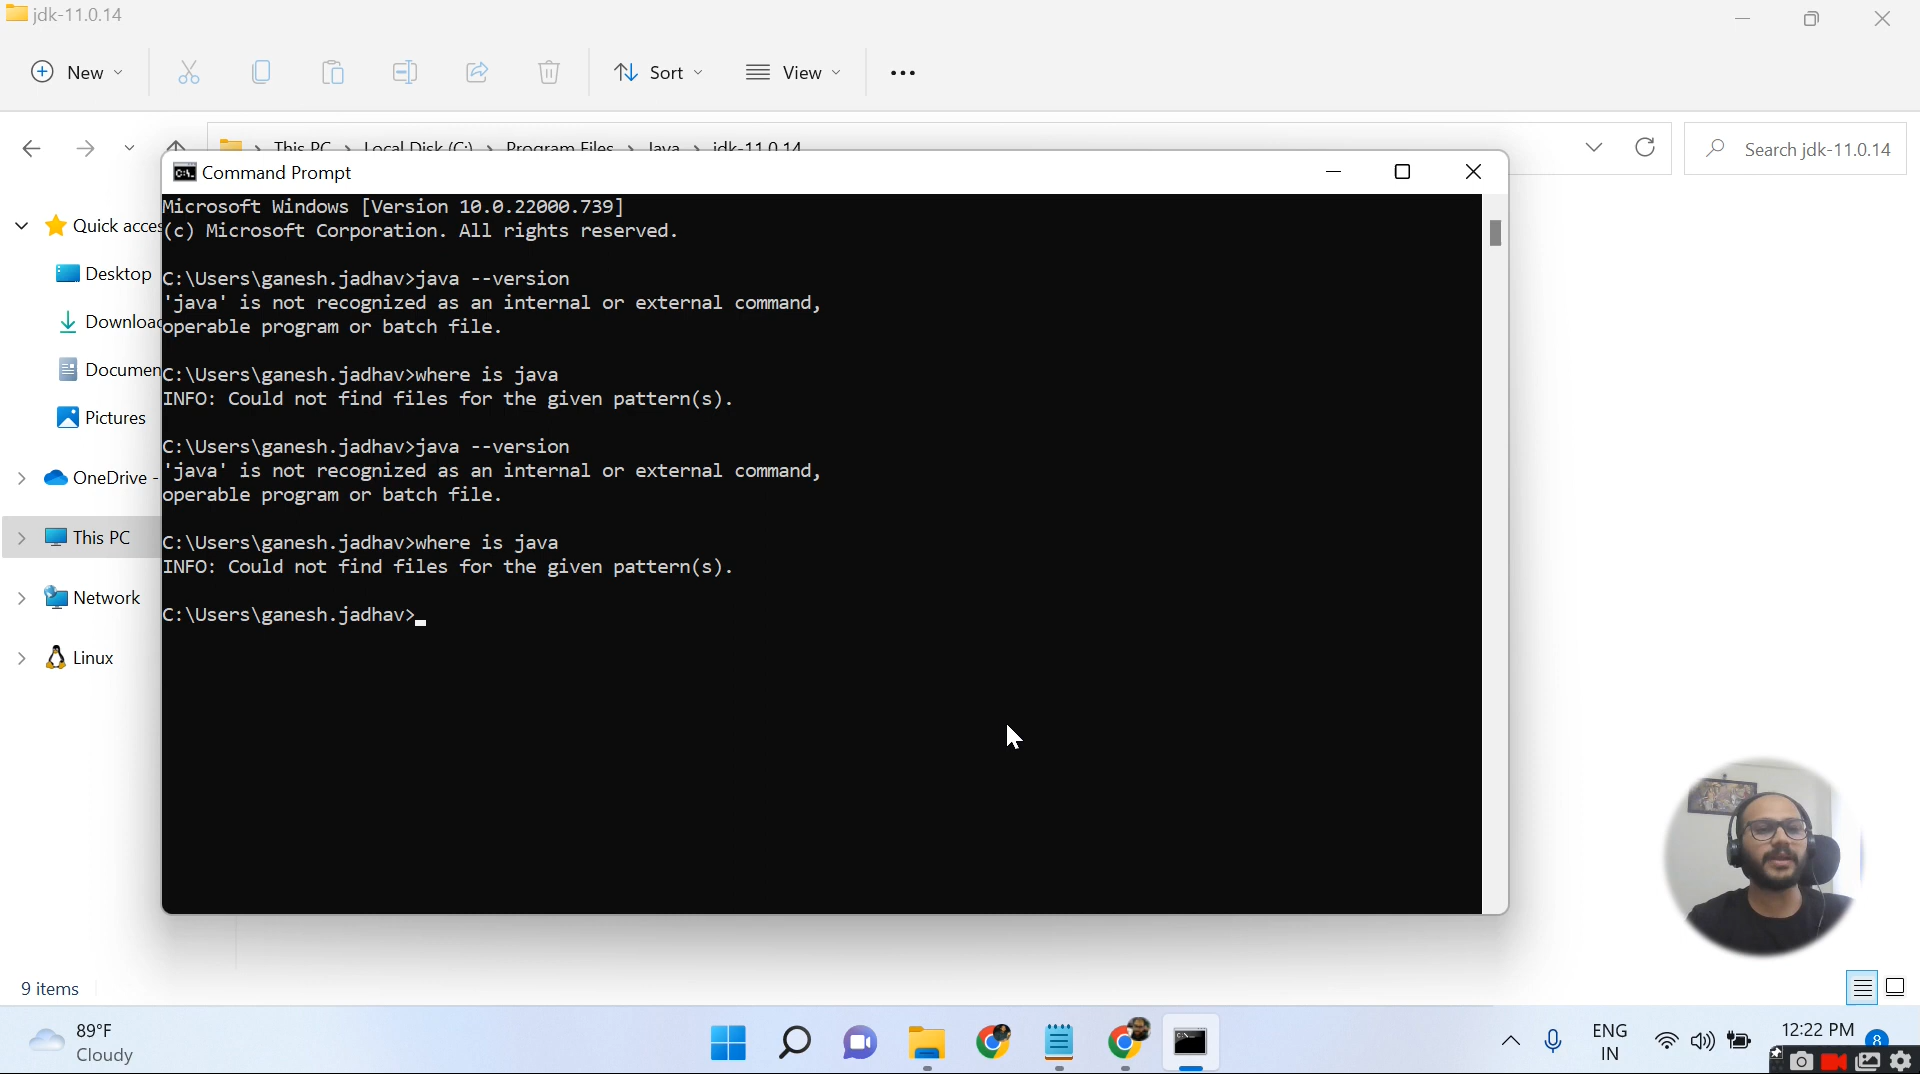 jdk-11.0.14
New
Sort
View
This PC > Local Disk (C:) > Program Files > Java > jdk-11.0.14
Search jdk-11.0.14
Quick acces
Desktop
Downloa
Documen
Pictures
OneDrive -
This PC
Network
Linux
Command Prompt
Microsoft Windows [Version 10.0.22000.739]
(c) Microsoft Corporation. All rights reserved.
C:\Users\ganesh.jadhav>java --version
'java' is not recognized as an internal or external command,
operable program or batch file.
C:\Users\ganesh.jadhav>where is java
INFO: Could not find files for the given pattern(s).
C:\Users\ganesh.jadhav>java --version
'java' is not recognized as an internal or external command,
operable program or batch file.
C:\Users\ganesh.jadhav>where is java
INFO: Could not find files for the given pattern(s).
C:\Users\ganesh.jadhav>
9 items
89°F
Cloudy
ENG
IN
12:22 PM
8